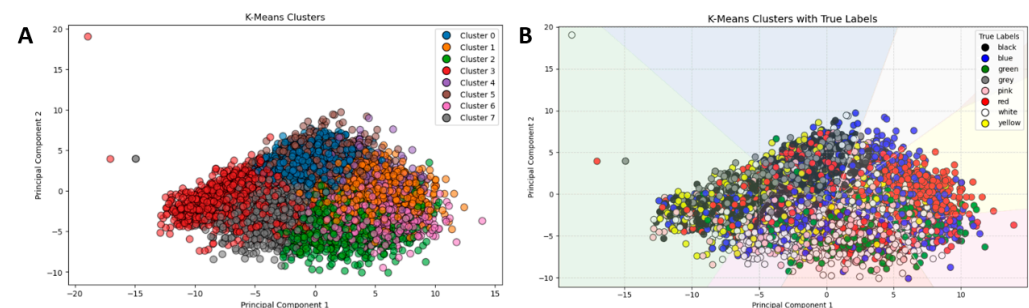 A
K-Means Clusters
Principal Component 2
20
15
10
5
0
−5
−10
−20
−15
−10
−5
0
5
10
15
Principal Component 1
Cluster 0
Cluster 1
Cluster 2
Cluster 3
Cluster 4
Cluster 5
Cluster 6
Cluster 7
B
K-Means Clusters with True Labels
Principal Component 2
20
15
10
5
0
−5
−10
−15
−10
−5
0
5
10
Principal Component 1
True Labels
black
blue
green
grey
pink
red
white
yellow